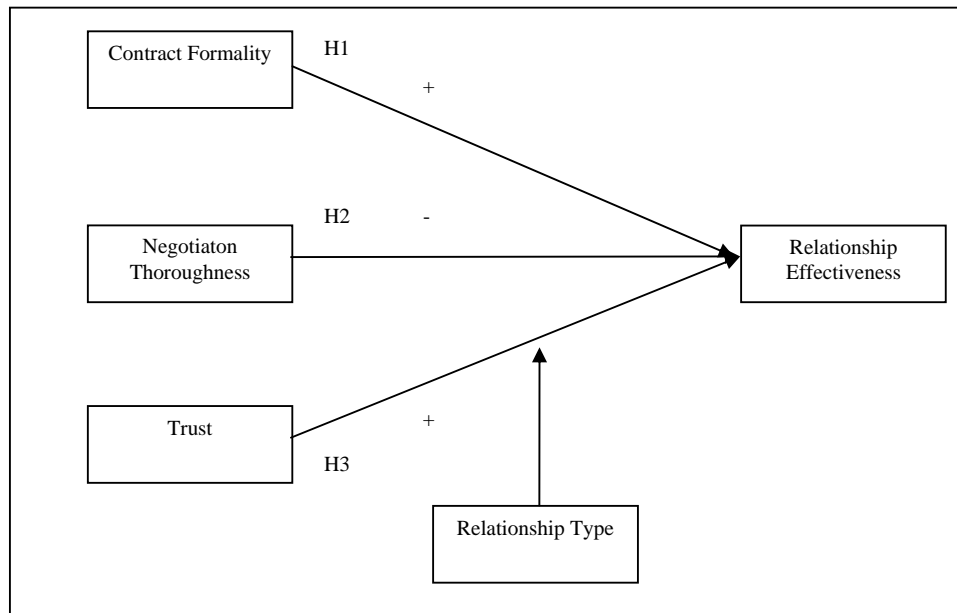 Contract Formality
H1
+
H2
-
Negotiaton
Thoroughness
Relationship
Effectiveness
Trust
+
H3
Relationship Type